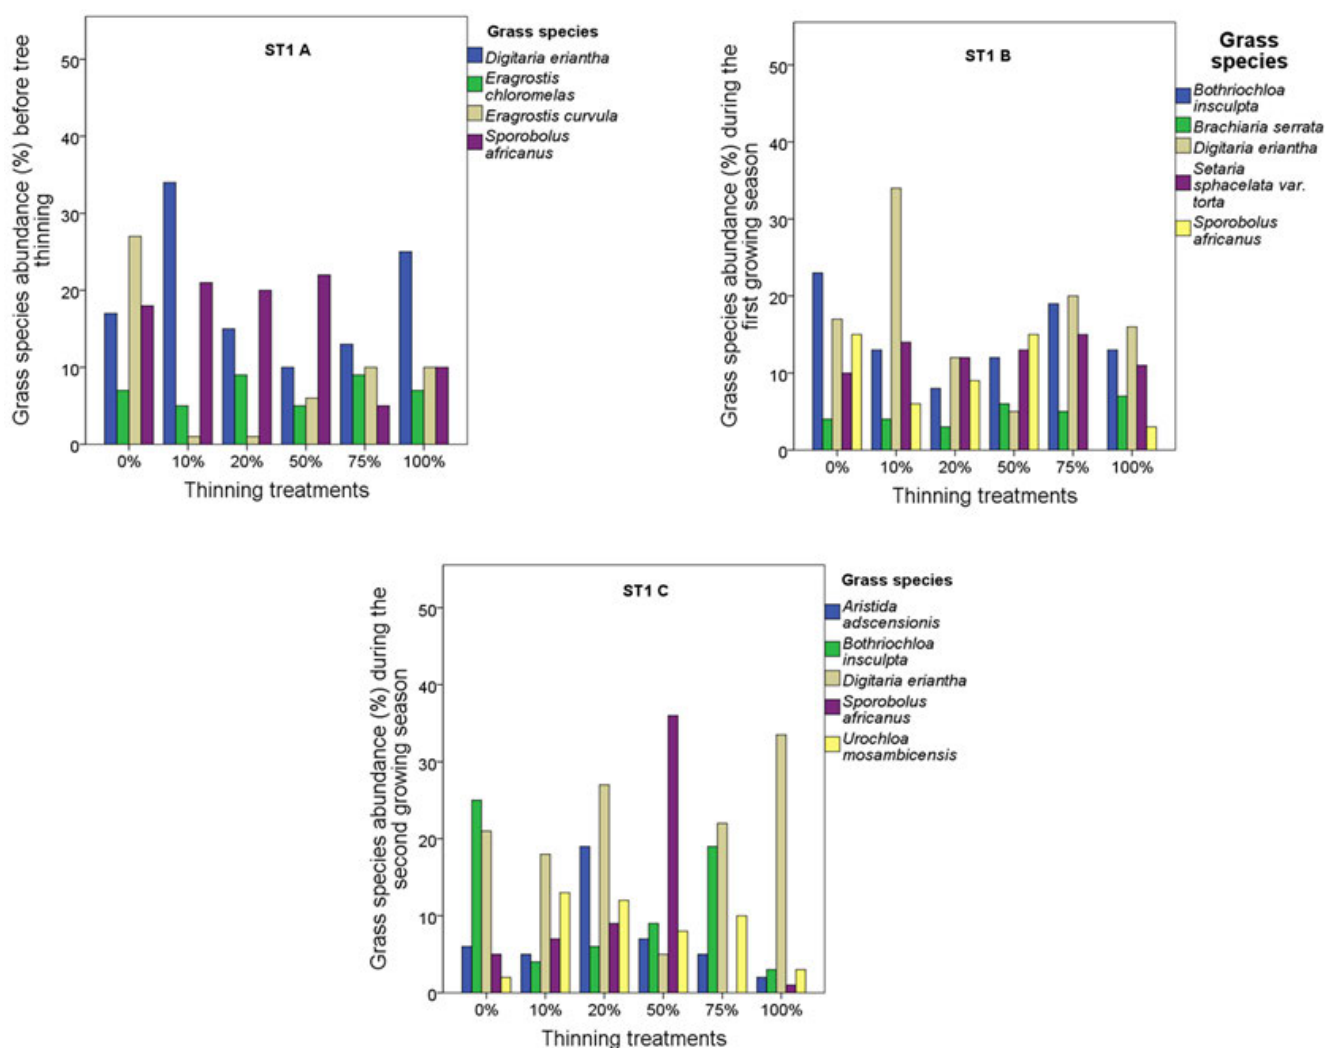 ST1 A
Grass species abundance (%) before tree
thinning
50
40
30
20
10
0
0% 10% 20% 50% 75% 100%
Thinning treatments
Grass species
Digitaria eriantha
Eragrostis
chloromelas
Eragrostis curvula
Sporobolus
africanus
ST1 B
Grass species abundance (%) during the
first growing season
50
40
30
20
10
0
0% 10% 20% 50% 75% 100%
Thinning treatments
Grass
species
Bothriochloa
insculpta
Brachiaria serrata
Digitaria eriantha
Setaria
sphacelata var.
torta
Sporobolus
africanus
ST1 C
Grass species abundance (%) during the
second growing season
50
40
30
20
10
0
0% 10% 20% 50% 75% 100%
Thinning treatments
Grass species
Aristida
adscensionis
Bothriochloa
insculpta
Digitaria eriantha
Sporobolus
africanus
Urochloa
mosambicensis